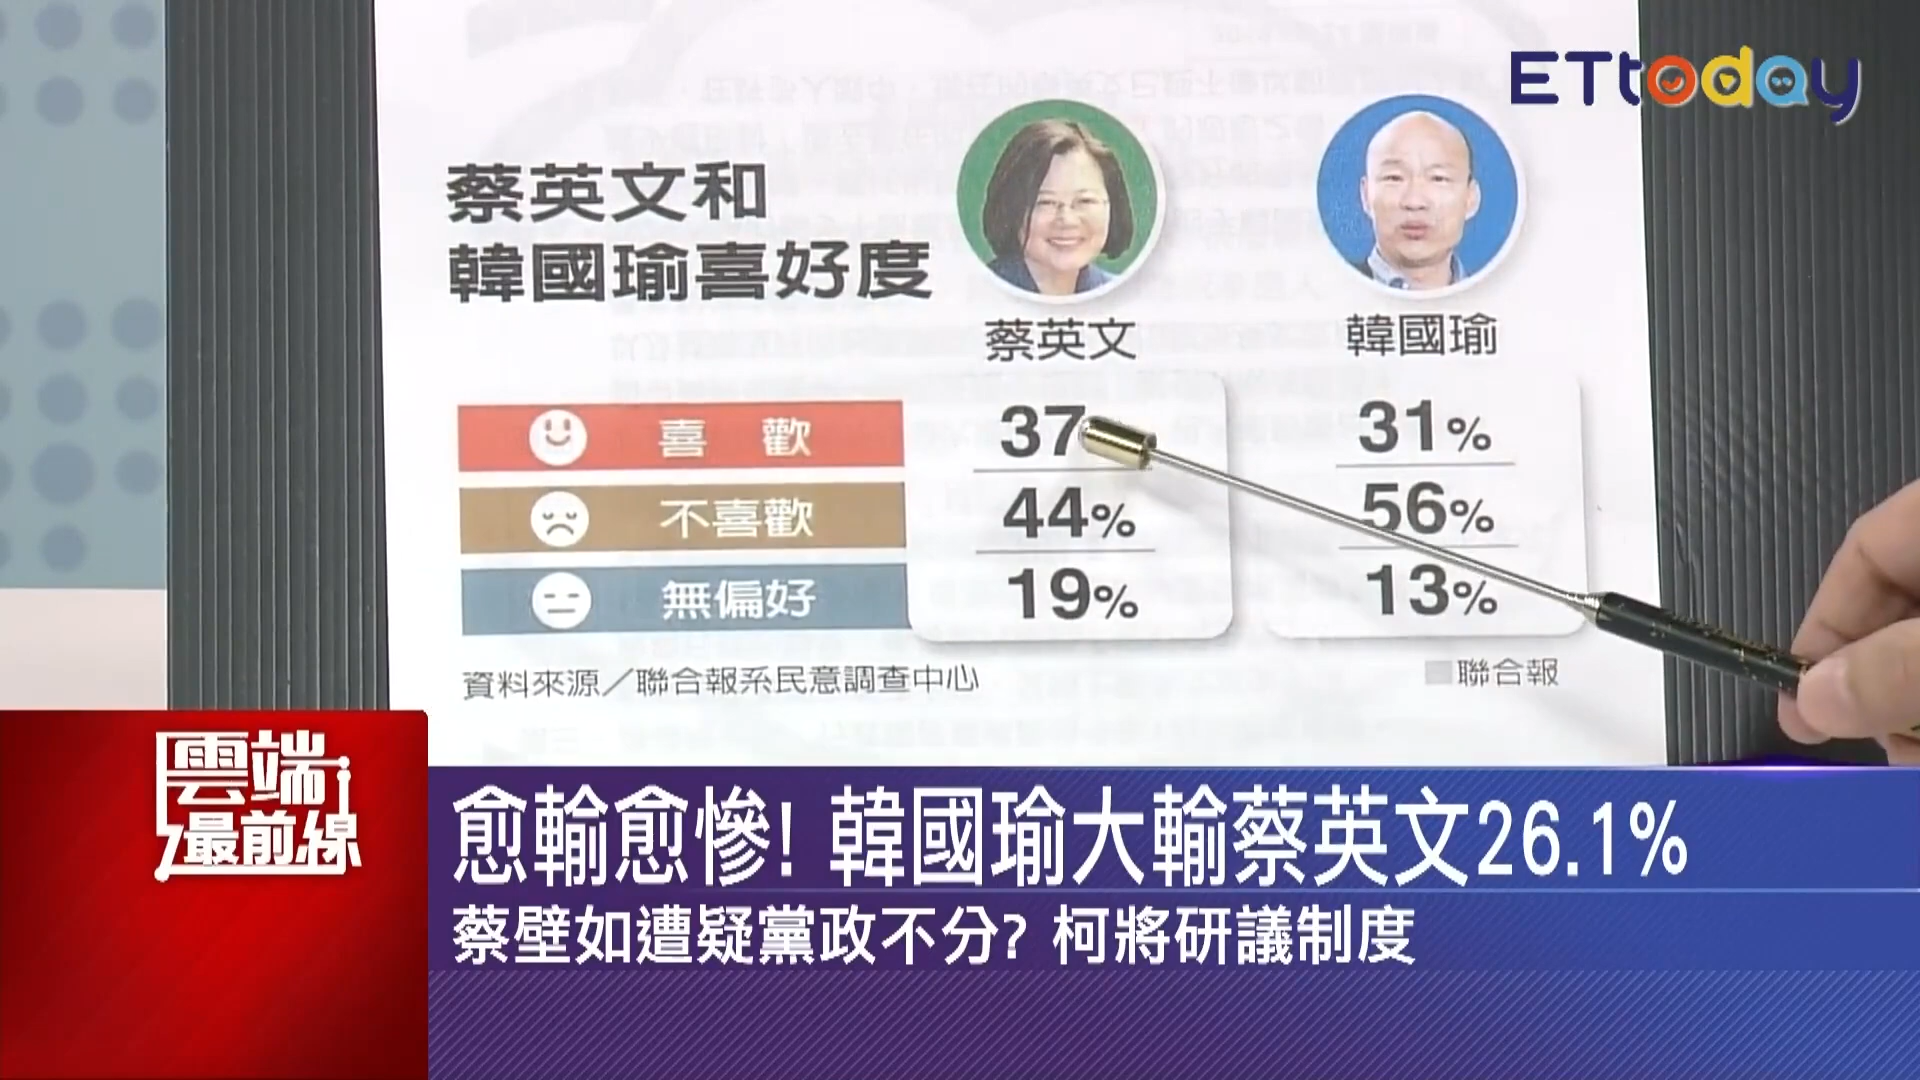 ETtoday
蔡英文和
韓國瑜喜好度
蔡英文
韓國瑜
喜 歡 37 31%
不喜歡 44% 56%
無偏好 19% 13%
資料來源／聯合報系民意調查中心
聯合報
雲端
最前線
愈輸愈慘! 韓國瑜大輸蔡英文26.1%
蔡壁如遭疑黨政不分? 柯將研議制度